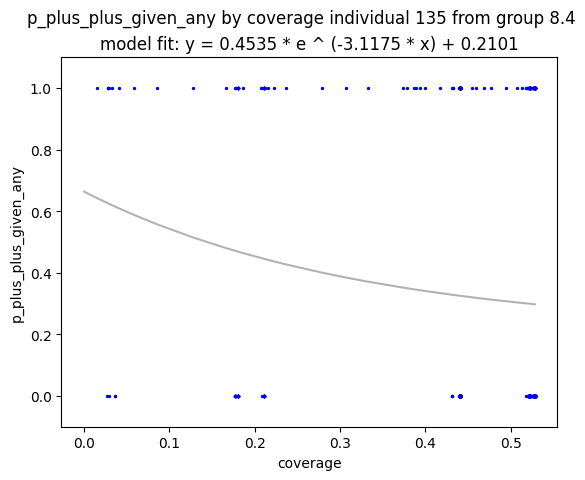 p_plus_plus_given_any by coverage individual 135 from group 8.4
model fit: y = 0.4535 * e ^ (-3.1175 * x) + 0.2101
1.0
0.8
0.6
0.4
0.2
0.0
p_plus_plus_given_any
0.0 0.1 0.2 0.3 0.4 0.5
coverage